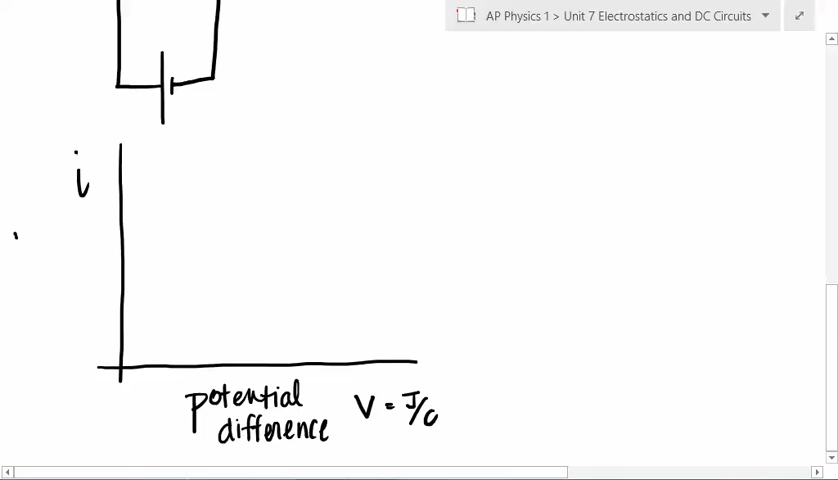 AP Physics 1 > Unit 7 Electrostatics and DC Circuits
i
potential difference V = J/C